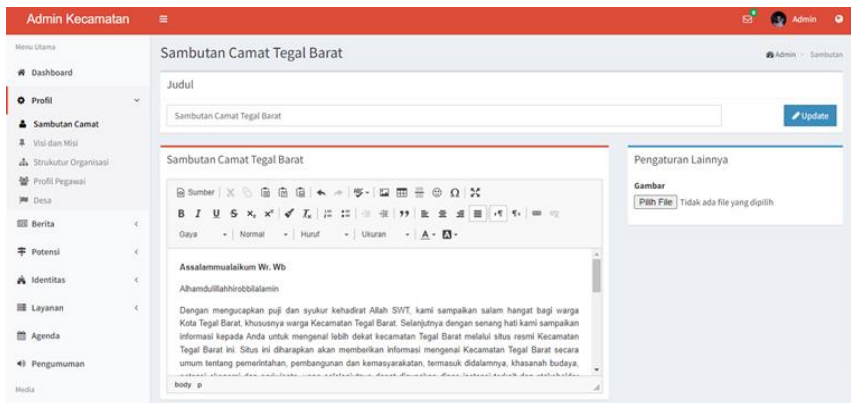 Admin Kecamatan
Admin
Menu Utama
Dashboard
Profil
Sambutan Camat
Visi dan Misi
Strukutur Organisasi
Profil Pegawai
Desa
Berita
Potensi
Identitas
Layanan
Agenda
Pengumuman
Media
Sambutan Camat Tegal Barat
Admin > Sambutan
Judul
Sambutan Camat Tegal Barat
Update
Sambutan Camat Tegal Barat
Sumber
Gaya Normal Huruf Ukuran
Assalammualaikum Wr. Wb
Alhamdulillahhirobbilalamin
Dengan mengucapkan puji dan syukur kehadirat Allah SWT, kami sampaikan salam hangat bagi warga
Kota Tegal Barat, khususnya warga Kecamatan Tegal Barat. Selanjutnya dengan senang hati kami sampaikan
informasi kepada Anda untuk mengenal lebih dekat kecamatan Tegal Barat melalui situs resmi Kecamatan
Tegal Barat ini. Situs ini diharapkan akan memberikan informasi mengenai Kecamatan Tegal Barat secara
umum tentang pemerintahan, pembangunan dan kemasyarakatan, termasuk didalamnya, khasanah budaya,
body p
Pengaturan Lainnya
Gambar
Pilih File Tidak ada file yang dipilih